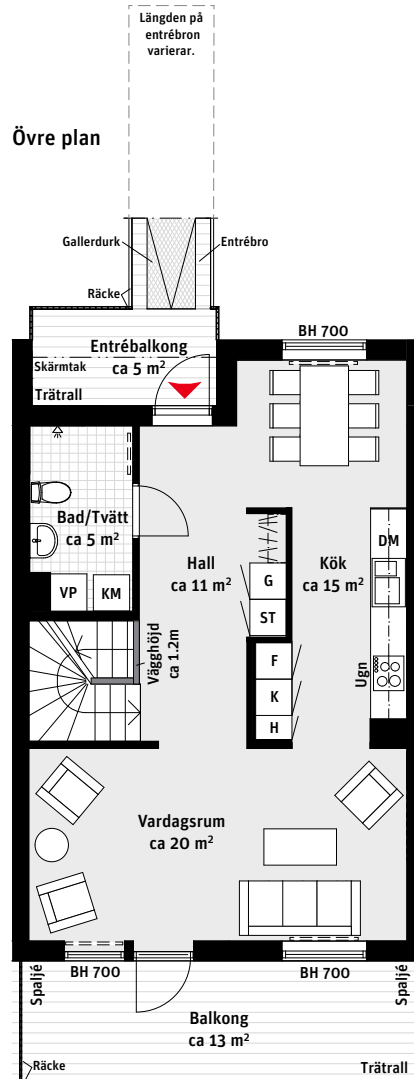 Längden på
entrébron
varierar.
Övre plan
Gallerdurk
Entrébro
Räcke
Entrébalkong
ca 5 m²
BH 700
Skärmtak
Trätrall
Bad/Tvätt
ca 5 m²
VP
KM
Hall
ca 11 m²
G
ST
Kök
ca 15 m²
DM
Vägghöjd
ca 1.2m
F
K
H
Ugn
Vardagsrum
ca 20 m²
Spaljé
BH 700
BH 700
Spaljé
Balkong
ca 13 m²
Räcke
Trätrall